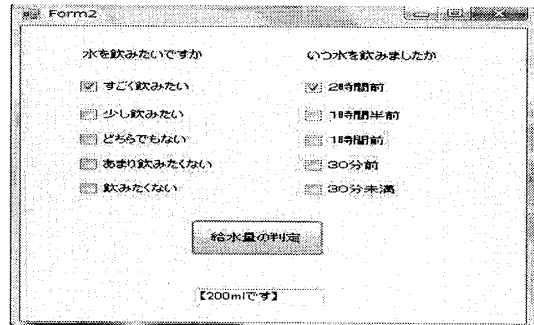 Form2
水を飲みたいですか
すごく飲みたい
少し飲みたい
どちらでもない
あまり飲みたくない
飲みたくない
いつ水を飲みましたか
2時間前
1時間半前
1時間前
30分前
30分未満
給水量の判定
【200mlです】